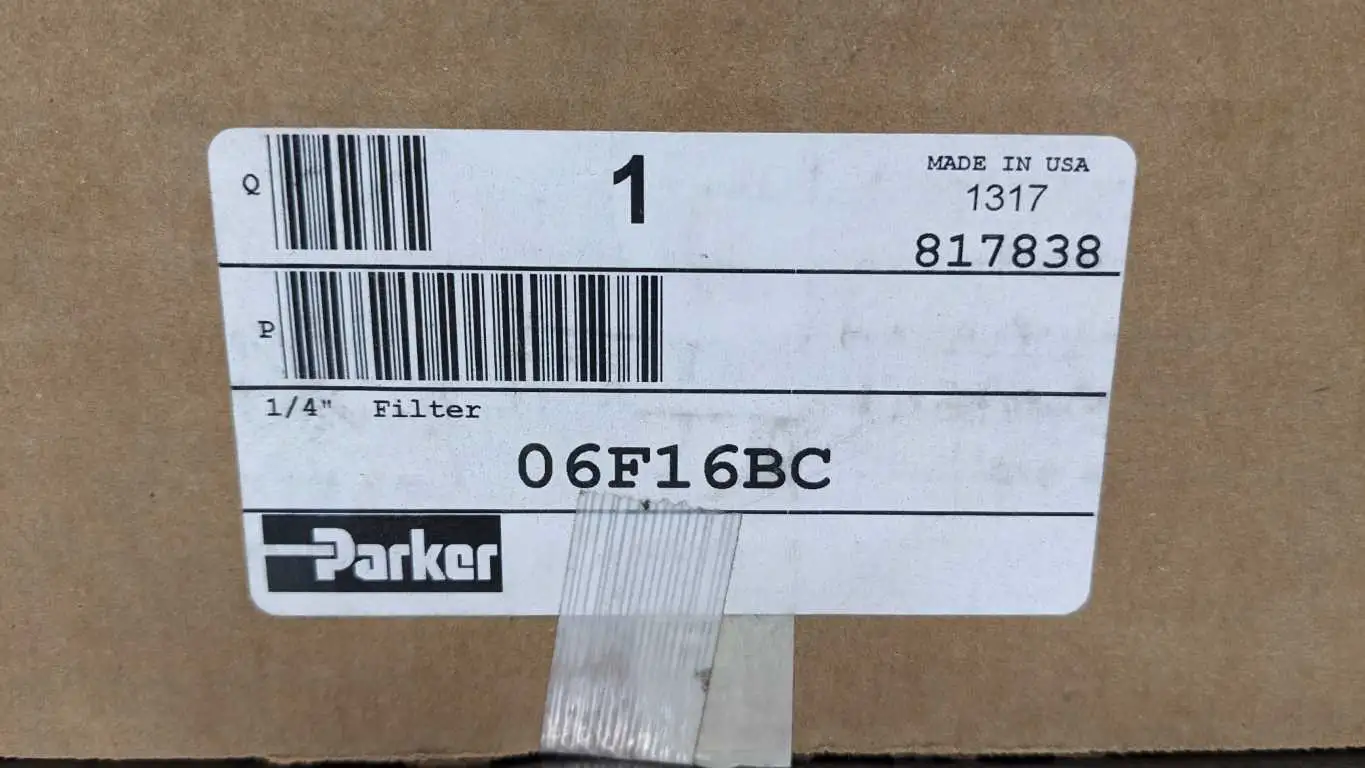 Q
1
MADE IN USA
1317
817838
P
1/4" Filter
06F16BC
Parker